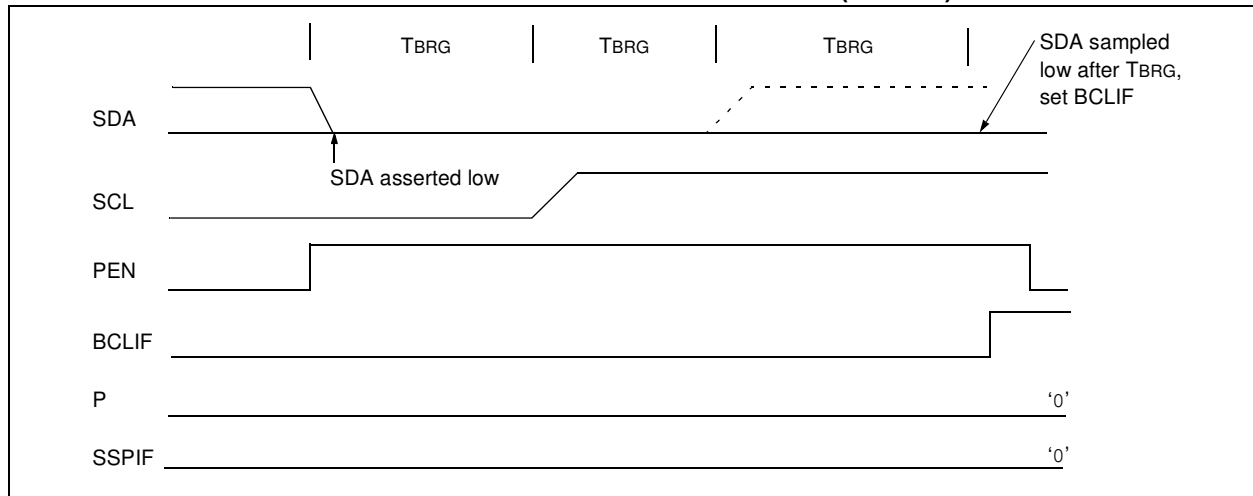 TBRG TBRG TBRG
SDA sampled
low after TBRG,
set BCLIF
SDA
SDA asserted low
SCL
PEN
BCLIF
P ‘0’
SSPIF ‘0’